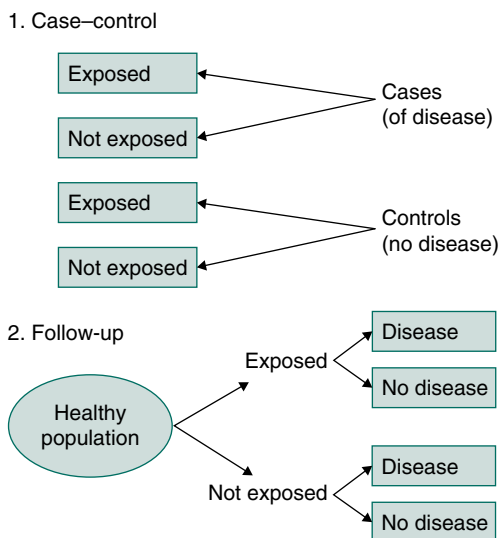 1. Case–control
Exposed
Cases
(of disease)
Not exposed
Exposed
Controls
(no disease)
Not exposed
2. Follow-up
Disease
Exposed
No disease
Healthy
population
Disease
Not exposed
No disease